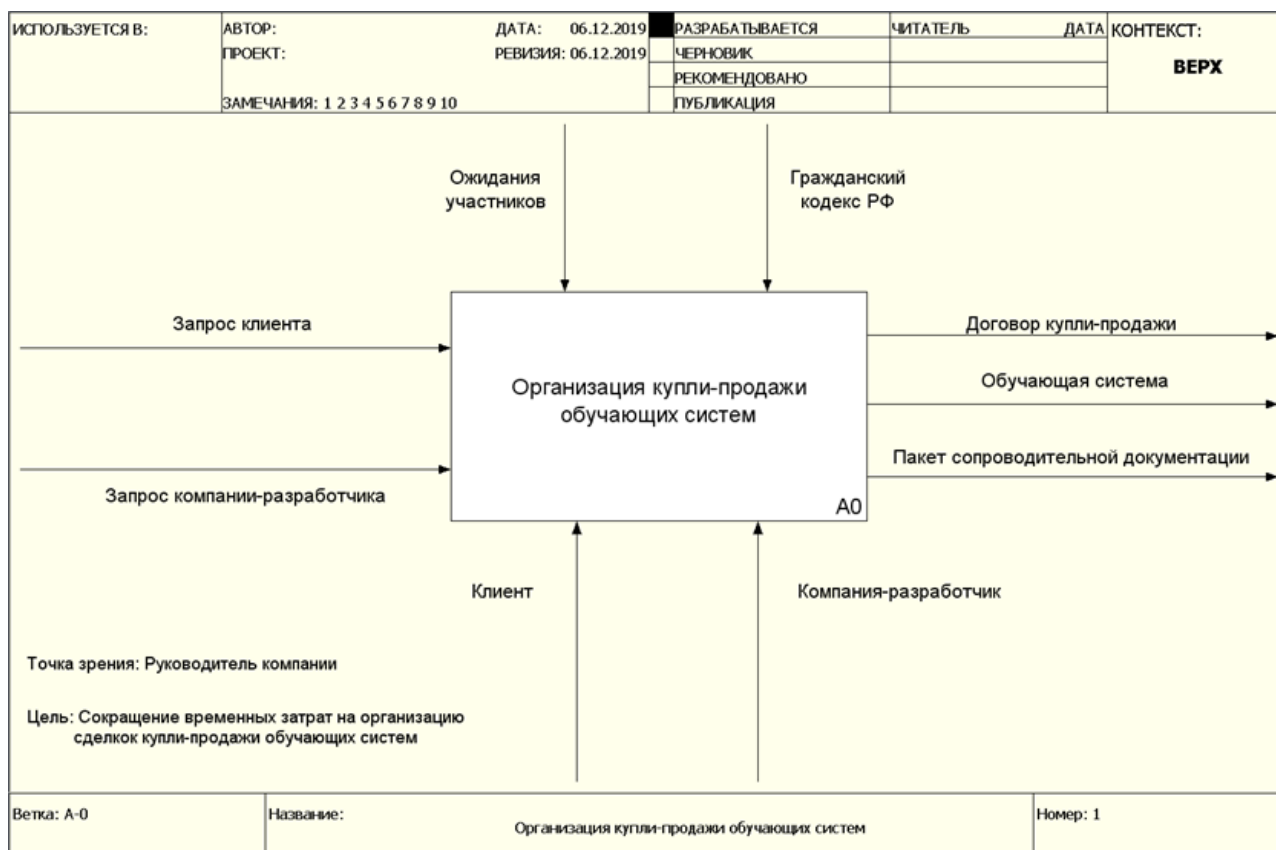 ИСПОЛЬЗУЕТСЯ В:
АВТОР:
ДАТА: 06.12.2019
ПРОЕКТ:
РЕВИЗИЯ: 06.12.2019
ЗАМЕЧАНИЯ: 1 2 3 4 5 6 7 8 9 10
РАЗРАБАТЫВАЕТСЯ
ЧЕРНОВИК
РЕКОМЕНДОВАНО
ПУБЛИКАЦИЯ
ЧИТАТЕЛЬ
ДАТА
КОНТЕКСТ:
ВЕРХ
Ожидания
участников
Гражданский
кодекс РФ
Запрос клиента
Запрос компании-разработчика
Организация купли-продажи
обучающих систем
A0
Договор купли-продажи
Обучающая система
Пакет сопроводительной документации
Клиент
Компания-разработчик
Точка зрения: Руководитель компании
Цель: Сокращение временных затрат на организацию
сделкок купли-продажи обучающих систем
Ветка: A-0
Название:
Организация купли-продажи обучающих систем
Номер: 1